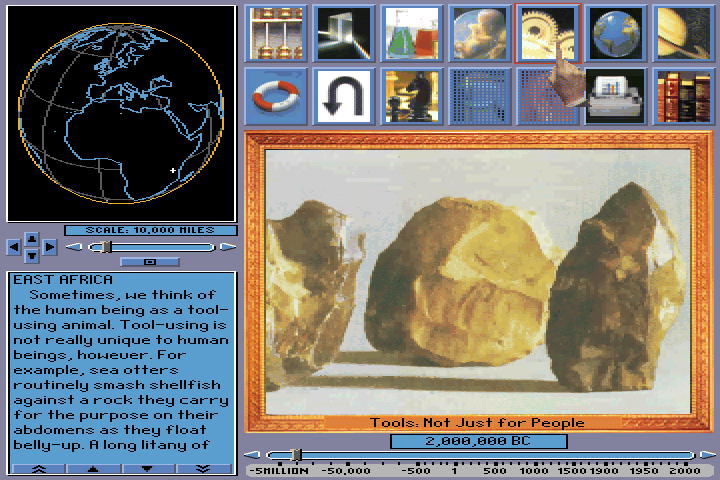 SCALE: 10,000 MILES
EAST AFRICA
Sometimes, we think of
the human being as a tool-
using animal. Tool-using is
not really unique to human
beings, however. For
example, sea otters
routinely smash shellfish
against a rock they carry
for the purpose on their
abdomens as they float
belly-up. A long litany of
Tools: Not Just for People
2,000,000 BC
-5MILLION -50,000 -500 1 500 1000 1500 1900 1950 2000